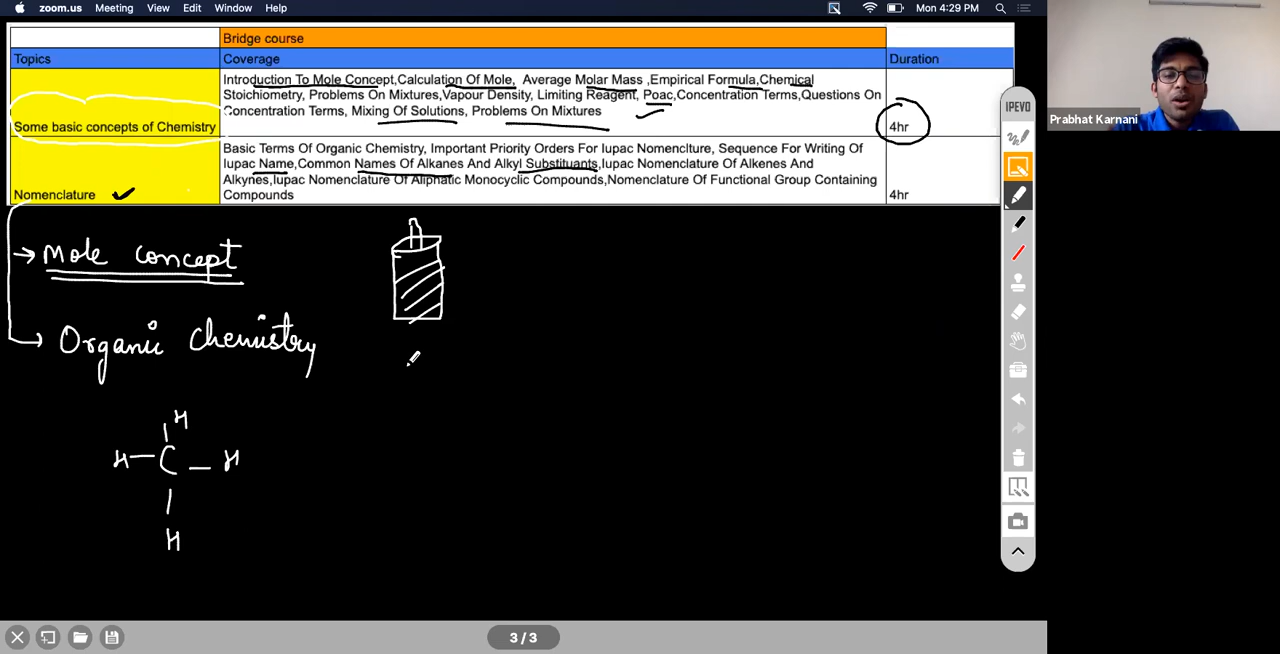 zoom.us Meeting View Edit Window Help Mon 4:29 PM
Bridge course
Topics Coverage Duration
Introduction To Mole Concept,Calculation Of Mole, Average Molar Mass ,Empirical Formula,Chemical
Stoichiometry, Problems On Mixtures,Vapour Density, Limiting Reagent, Poac,Concentration Terms,Questions On
Concentration Terms, Mixing Of Solutions, Problems On Mixtures
Some basic concepts of Chemistry 4hr
Basic Terms Of Organic Chemistry, Important Priority Orders For Iupac Nomenclture, Sequence For Writing Of
Iupac Name,Common Names Of Alkanes And Alkyl Substituants,Iupac Nomenclature Of Alkenes And
Alkynes,Iupac Nomenclature Of Aliphatic Monocyclic Compounds,Nomenclature Of Functional Group Containing
Compounds
Nomenclature 4hr
IPEVO
Prabhat Karnani
Mole concept
Organic Chemistry
H
H C H
H
3 / 3